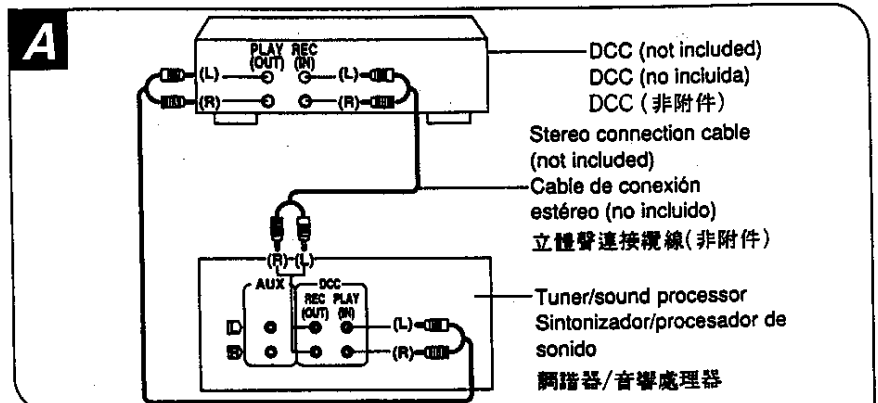 A
PLAY REC
(OUT) (IN)
(L) (L)
(R) (R)
DCC (not included)
DCC (no incluida)
DCC (非附件)
Stereo connection cable
(not included)
Cable de conexión
estéreo (no incluido)
立體聲連接纜線(非附件)
(R) (L)
AUX DCC
REC PLAY
(OUT) (IN)
L (L)
R (R)
Tuner/sound processor
Sintonizador/procesador de
sonido
調諧器/音響處理器